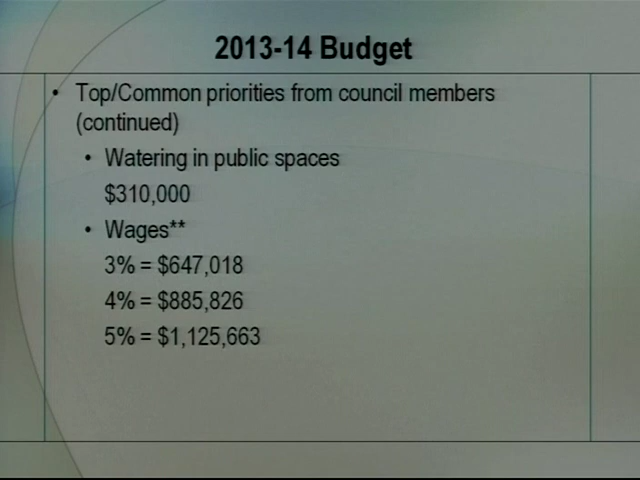 2013-14 Budget
• Top/Common priorities from council members
(continued)
• Watering in public spaces
$310,000
• Wages**
3% = $647,018
4% = $885,826
5% = $1,125,663